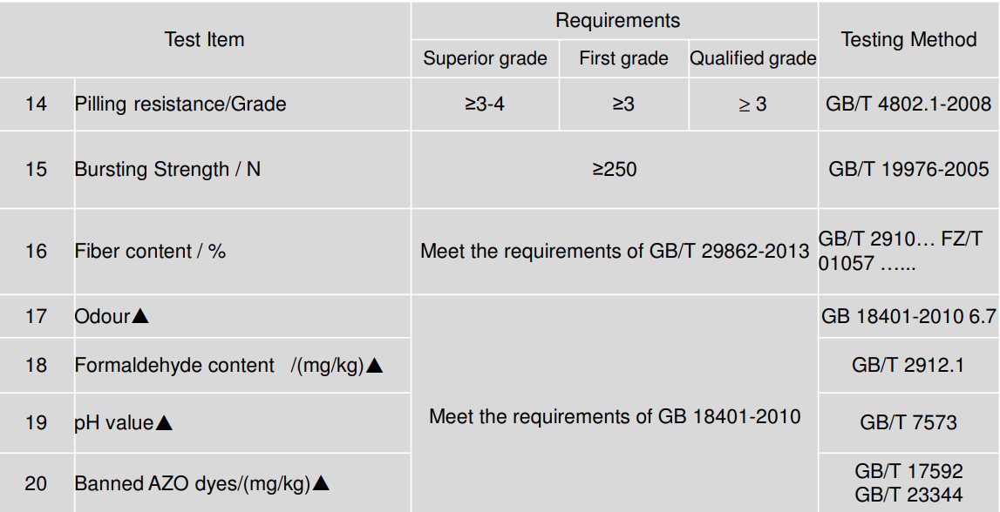 Test Item
Requirements
Testing Method
Superior grade
First grade
Qualified grade
14
Pilling resistance/Grade
≥3-4
≥3
≥ 3
GB/T 4802.1-2008
15
Bursting Strength / N
≥250
GB/T 19976-2005
16
Fiber content / %
Meet the requirements of GB/T 29862-2013
GB/T 2910… FZ/T
01057 …...
17
Odour▲
Meet the requirements of GB 18401-2010
GB 18401-2010 6.7
18
Formaldehyde content /(mg/kg)▲
GB/T 2912.1
19
pH value▲
GB/T 7573
20
Banned AZO dyes/(mg/kg)▲
GB/T 17592
GB/T 23344